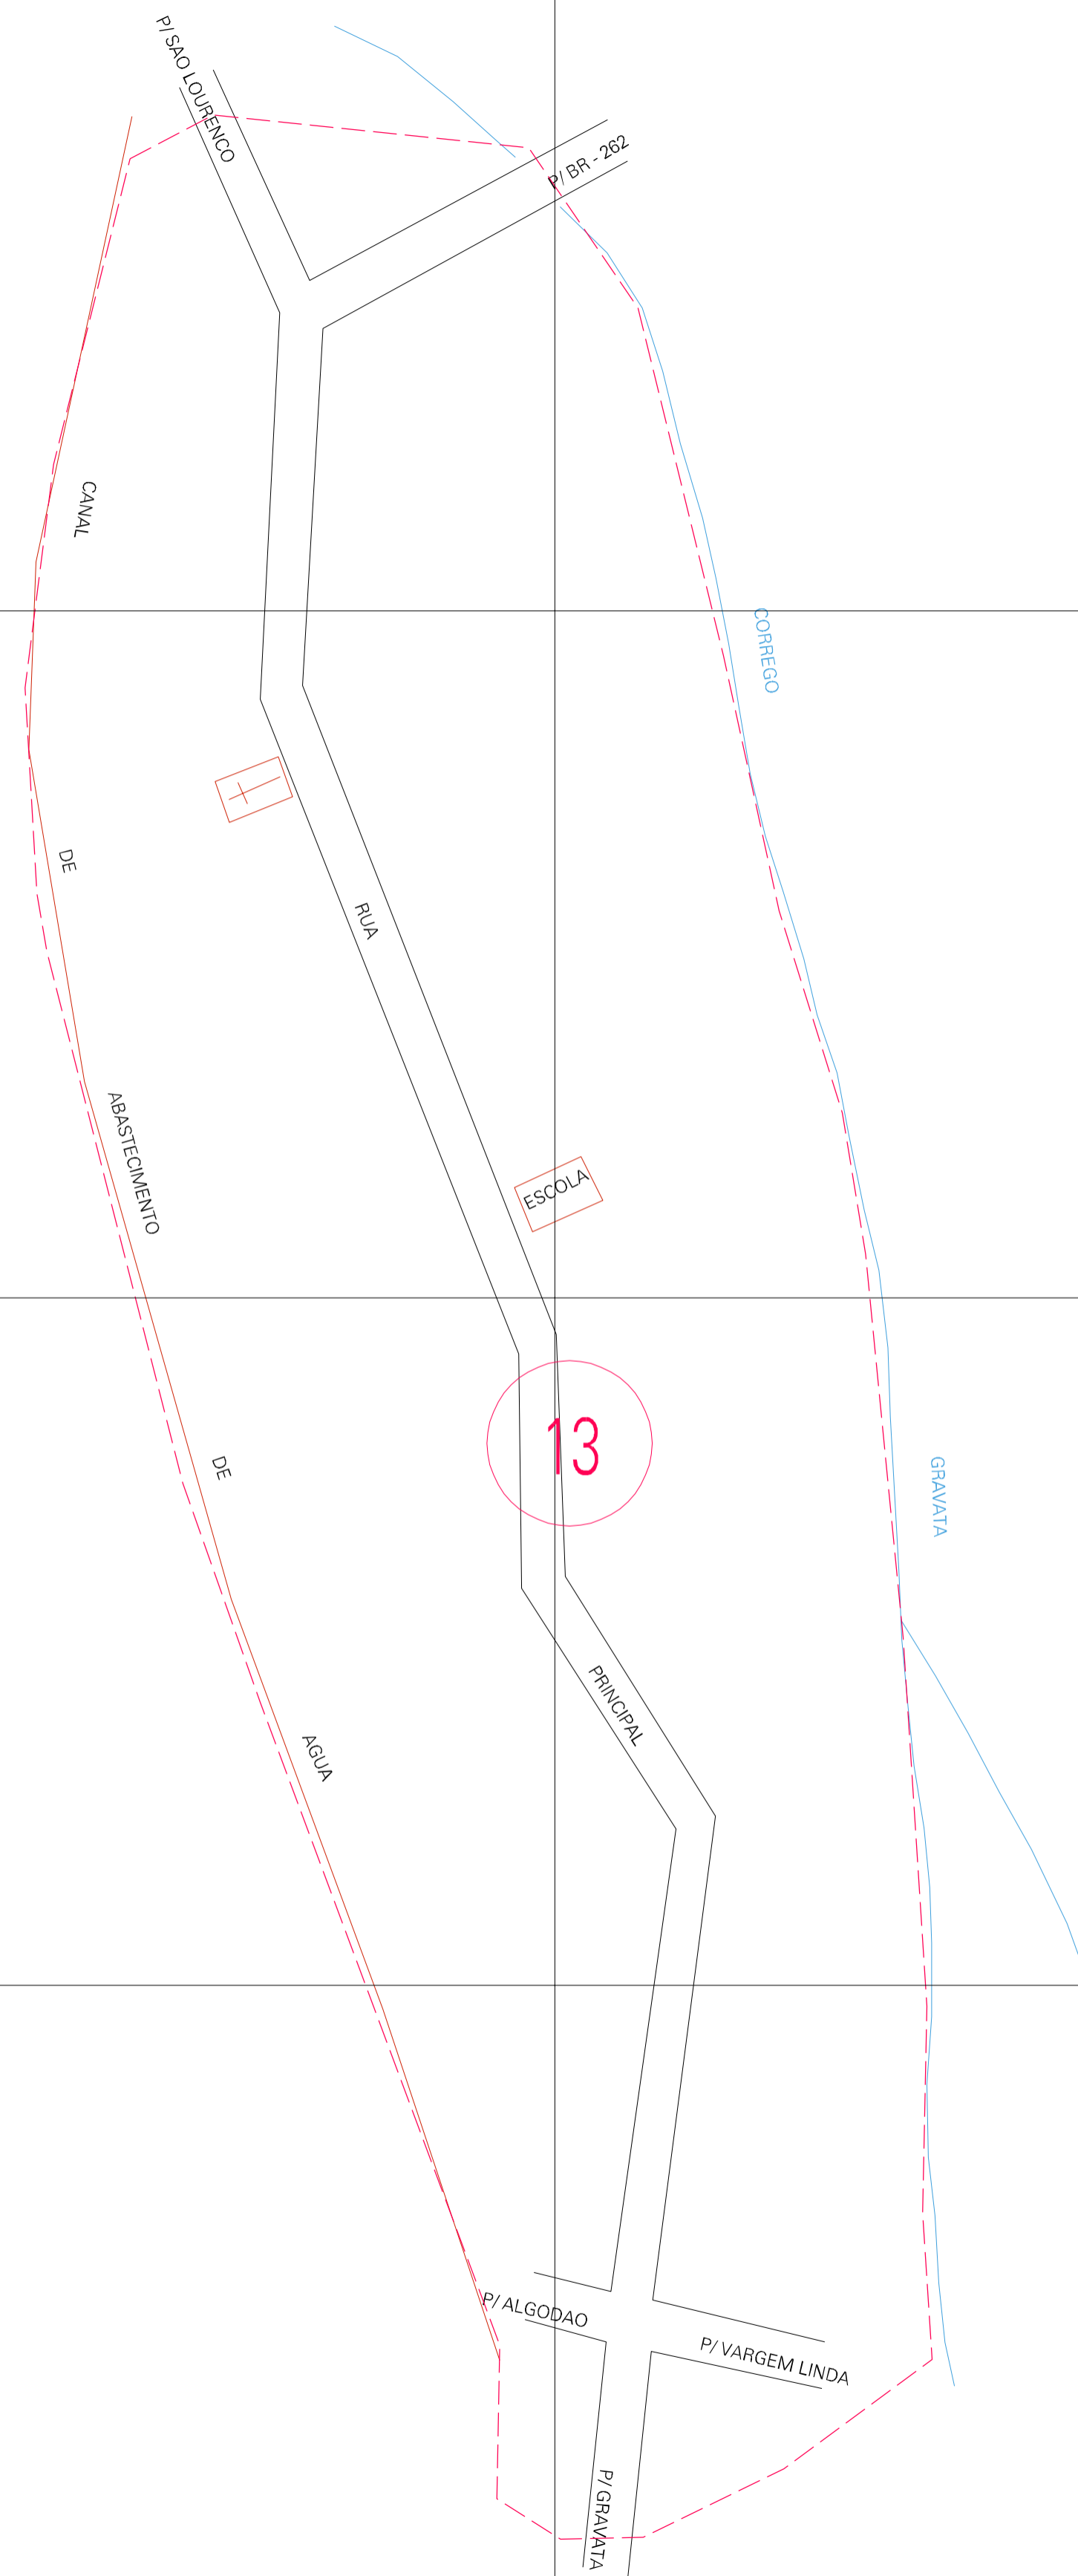 P/ SAO LOURENCO
P/ BR - 262
CANAL
CORREGO
DE
RUA
ABASTECIMENTO
ESCOLA
13
DE
GRAVATA
PRINCIPAL
AGUA
P/ ALGODAO
P/ VARGEM LINDA
P/ GRAVATA